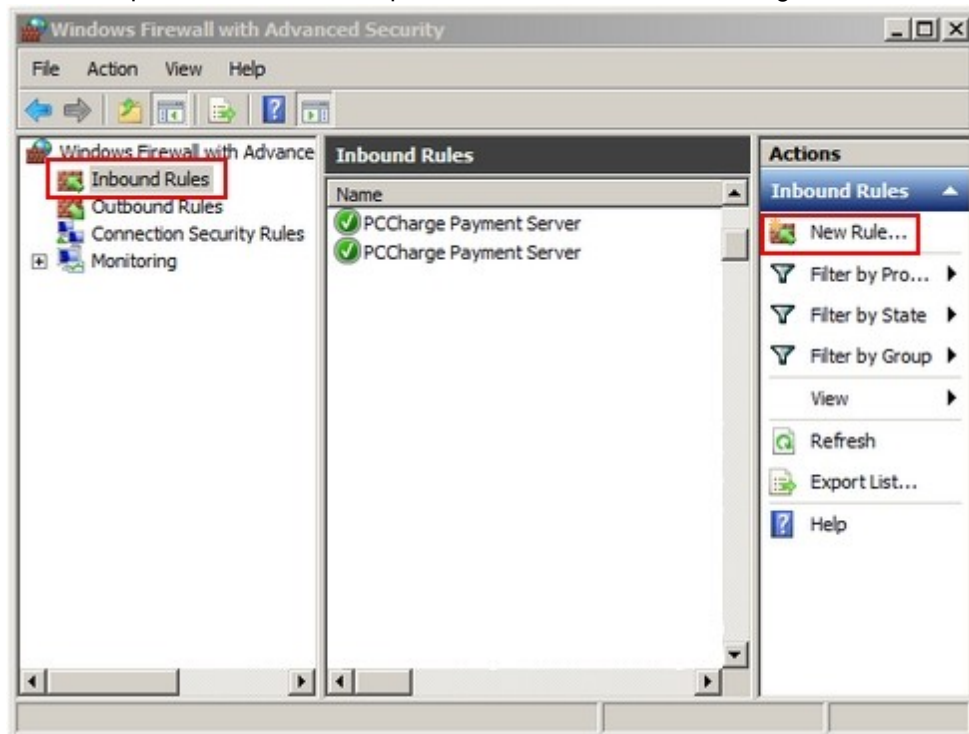 Windows Firewall with Advanced Security
File Action View Help
Windows Firewall with Advance
Inbound Rules
Outbound Rules
Connection Security Rules
Monitoring
Inbound Rules
Name
PCCharge Payment Server
PCCharge Payment Server
Actions
Inbound Rules
New Rule...
Filter by Pro...
Filter by State
Filter by Group
View
Refresh
Export List...
Help